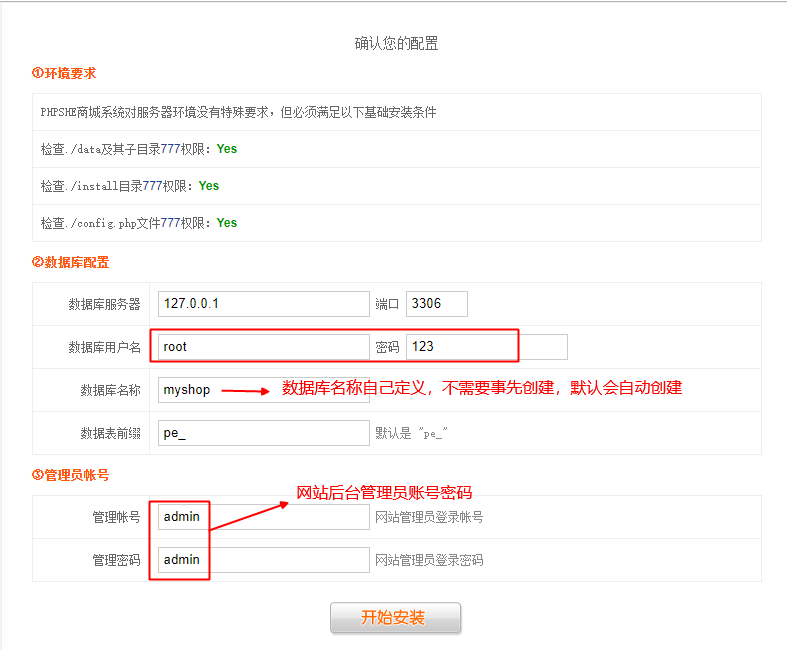 确认您的配置
①环境要求
PHPSHE商城系统对服务器环境没有特殊要求，但必须满足以下基础安装条件
检查./data及其子目录777权限：Yes
检查./install目录777权限：Yes
检查./config.php文件777权限：Yes
②数据库配置
数据库服务器 127.0.0.1 端口 3306
数据库用户名 root 密码 123
数据库名称 myshop 数据库名称自己定义，不需要事先创建，默认会自动创建
数据表前缀 pe_ 默认是 "pe_"
③管理员帐号
网站后台管理员账号密码
管理帐号 admin 网站管理员登录帐号
管理密码 admin 网站管理员登录密码
开始安装